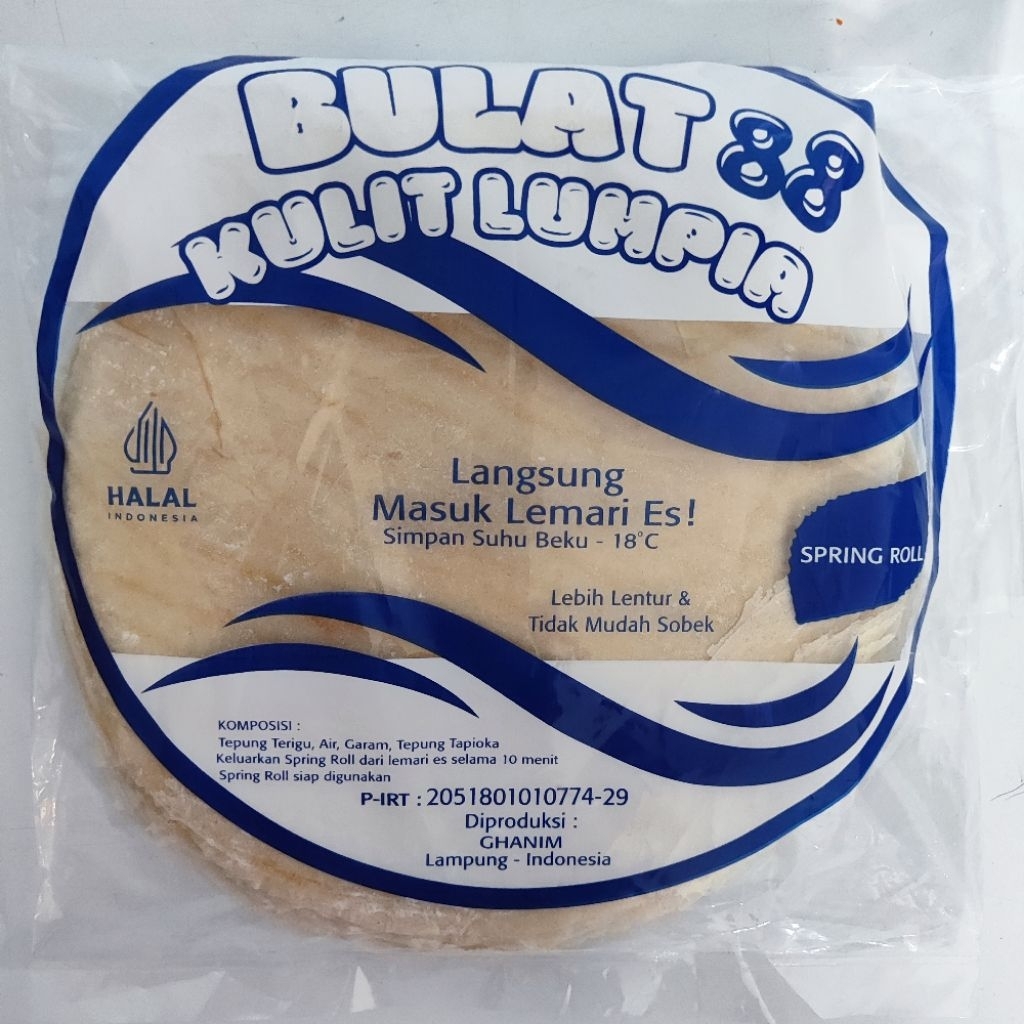 BULAT 88
KULIT LUMPIA
HALAL
INDONESIA
Langsung
Masuk Lemari Es!
Simpan Suhu Beku - 18°C
SPRING ROLL
Lebih Lentur &
Tidak Mudah Sobek
KOMPOSISI :
Tepung Terigu, Air, Garam, Tepung Tapioka
Keluarkan Spring Roll dari lemari es selama 10 menit
Spring Roll siap digunakan
P-IRT : 2051801010774-29
Diproduksi :
GHANIM
Lampung - Indonesia